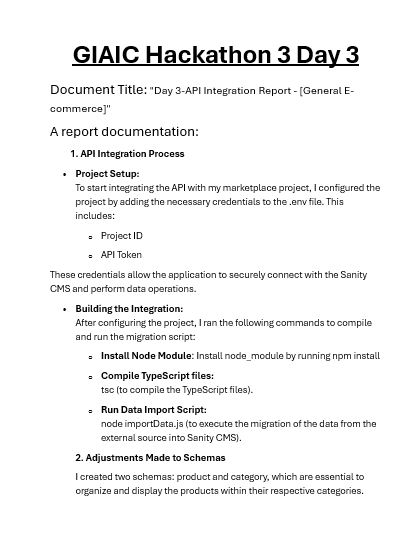 GIAIC Hackathon 3 Day 3
Document Title: "Day 3-API Integration Report - [General E-
commerce]"
A report documentation:
1. API Integration Process
• Project Setup:
To start integrating the API with my marketplace project, I configured the
project by adding the necessary credentials to the .env file. This
includes:
o Project ID
o API Token
These credentials allow the application to securely connect with the Sanity
CMS and perform data operations.
• Building the Integration:
After configuring the project, I ran the following commands to compile
and run the migration script:
o Install Node Module: Install node_module by running npm install
o Compile TypeScript files:
tsc (to compile the TypeScript files).
o Run Data Import Script:
node importData.js (to execute the migration of the data from the
external source into Sanity CMS).
2. Adjustments Made to Schemas
I created two schemas: product and category, which are essential to
organize and display the products within their respective categories.